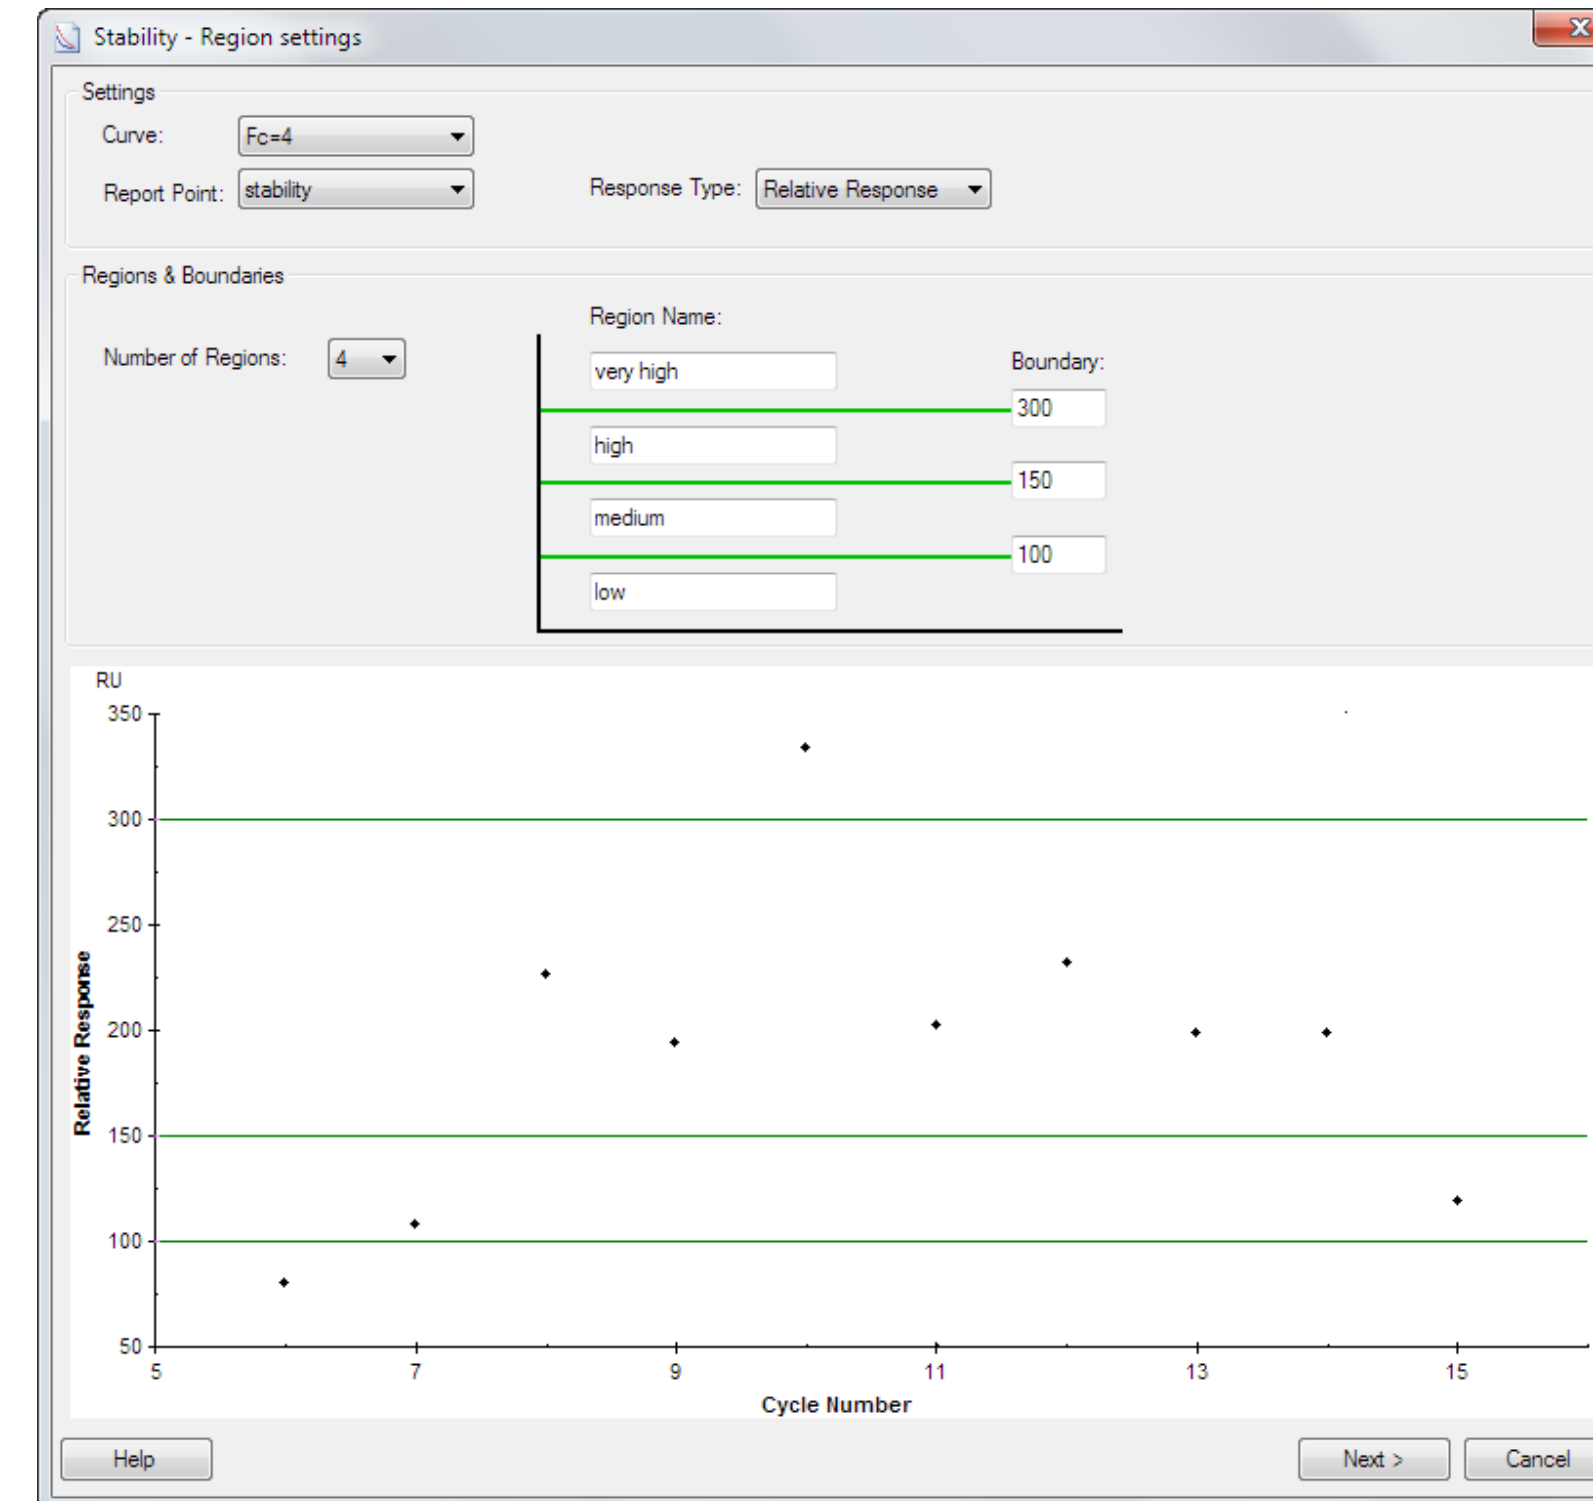 Stability - Region settings
X
Settings
Curve: Fc=4
Report Point: stability Response Type: Relative Response
Regions & Boundaries
Region Name:
Number of Regions: 4
very high Boundary:
300
high
150
medium
100
low
RU
350
300
250
200
150
100
50
Relative Response
5 7 9 11 13 15
Cycle Number
Help Next > Cancel